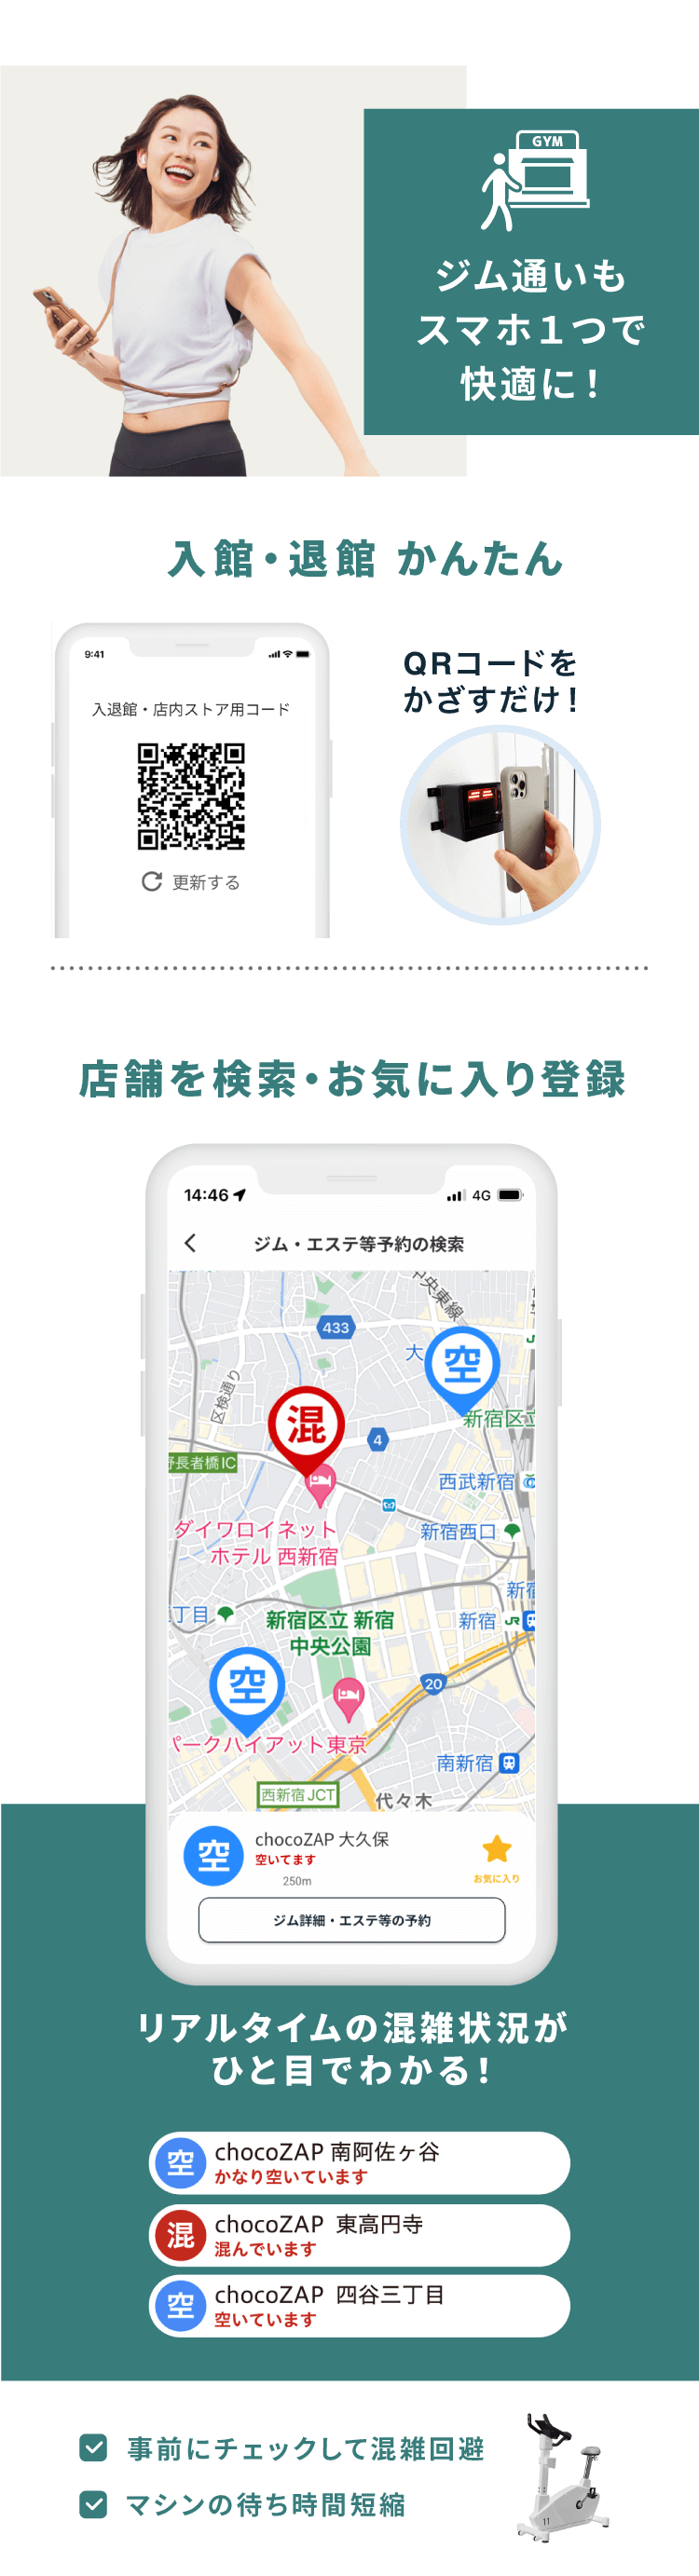 GYM
ジム通いも
スマホ１つで
快適に！
入館・退館 かんたん
9:41
入退館・店内ストア用コード
更新する
QRコードを
かざすだけ！
店舗を検索・お気に入り登録
14:46
4G
ジム・エステ等予約の検索
中央東線
433
大
空
区検通り
混
4
新宿区立
野長者橋IC
西武新宿
ダイワロイネット
ホテル 西新宿
新宿西口
丁目
新宿区立 新宿
中央公園
新宿 JR
空
20
パークハイアット東京
南新宿
西新宿JCT
代々木
空
chocoZAP 大久保
空いてます
250m
お気に入り
ジム詳細・エステ等の予約
リアルタイムの混雑状況が
ひと目でわかる！
空 chocoZAP 南阿佐ヶ谷
かなり空いています
混 chocoZAP 東高円寺
混んでいます
空 chocoZAP 四谷三丁目
空いています
事前にチェックして混雑回避
マシンの待ち時間短縮
11